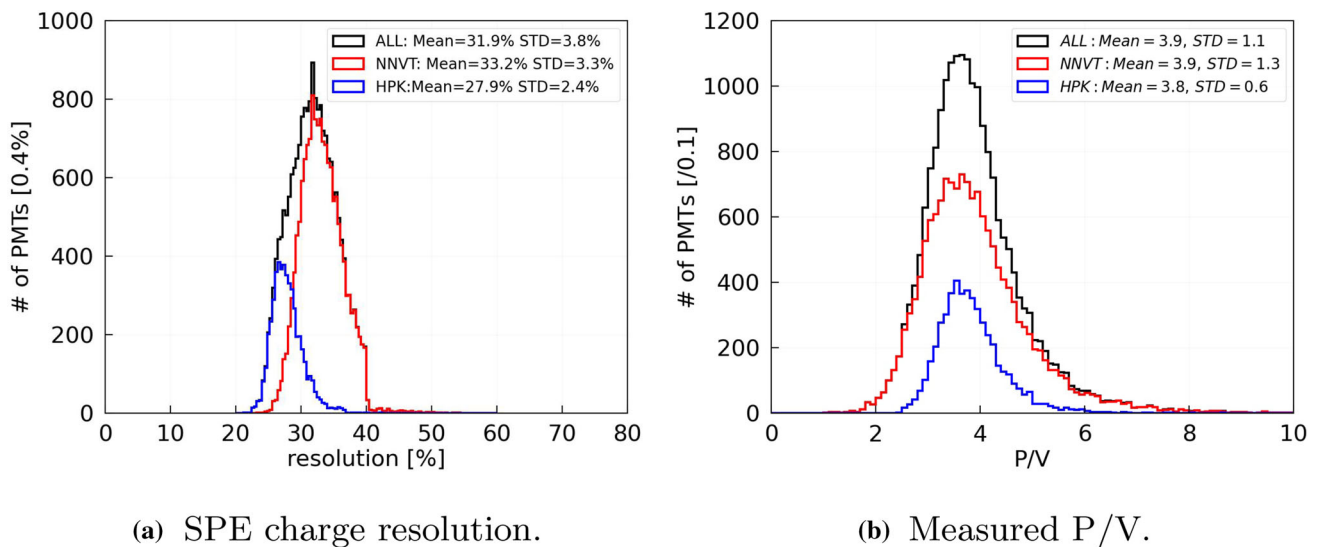 1000
800
600
400
200
0
# of PMTs [0.4%]
ALL: Mean=31.9% STD=3.8%
NNVT: Mean=33.2% STD=3.3%
HPK:Mean=27.9% STD=2.4%
0 10 20 30 40 50 60 70 80
resolution [%]
(a) SPE charge resolution.
1200
1000
800
600
400
200
0
# of PMTs [/0.1]
ALL : Mean = 3.9, STD = 1.1
NNVT : Mean = 3.9, STD = 1.3
HPK : Mean = 3.8, STD = 0.6
0 2 4 6 8 10
P/V
(b) Measured P/V.